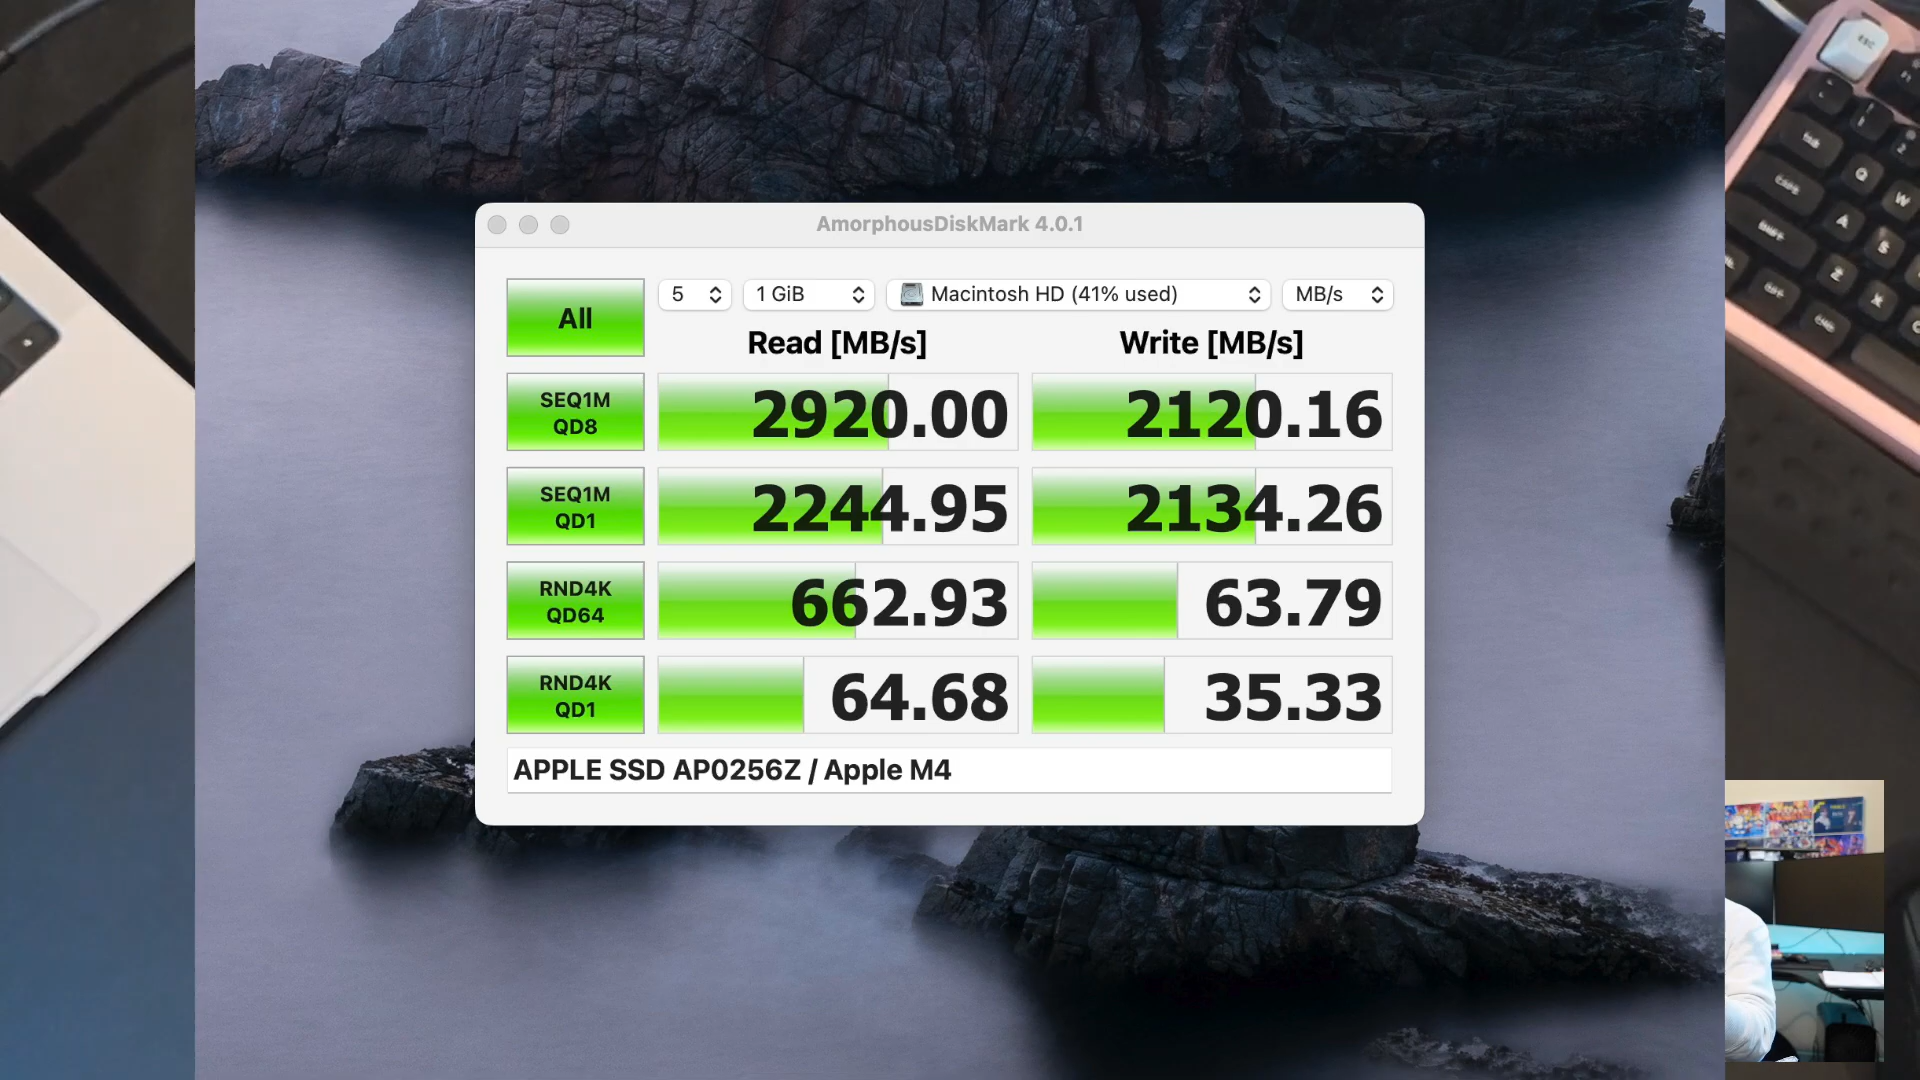 AmorphousDiskMark 4.0.1
All
5
1 GiB
Macintosh HD (41% used)
MB/s
Read [MB/s]
Write [MB/s]
SEQ1M
QD8
2920.00
2120.16
SEQ1M
QD1
2244.95
2134.26
RND4K
QD64
662.93
63.79
RND4K
QD1
64.68
35.33
APPLE SSD AP0256Z / Apple M4
ESC
Q
W
A
S
X